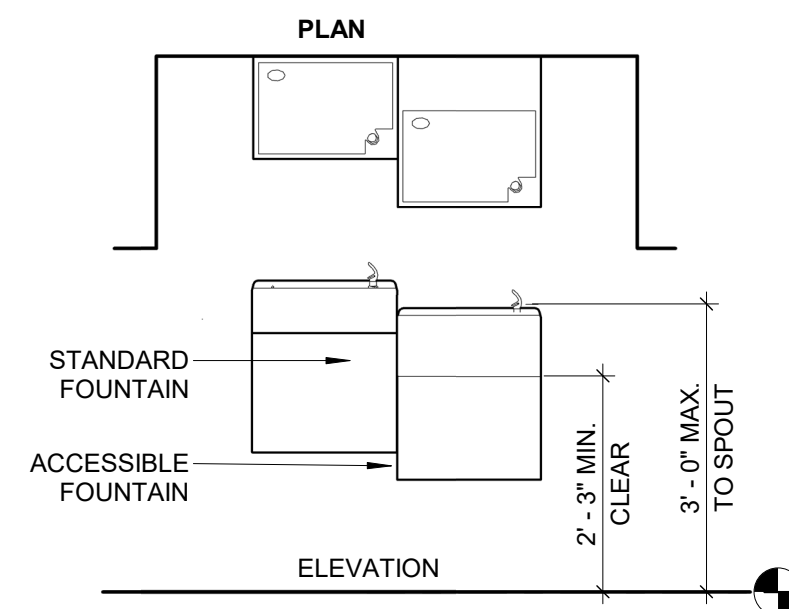 PLAN
STANDARD
FOUNTAIN
ACCESSIBLE
FOUNTAIN
2' - 3" MIN.
CLEAR
3' - 0" MAX.
TO SPOUT
ELEVATION